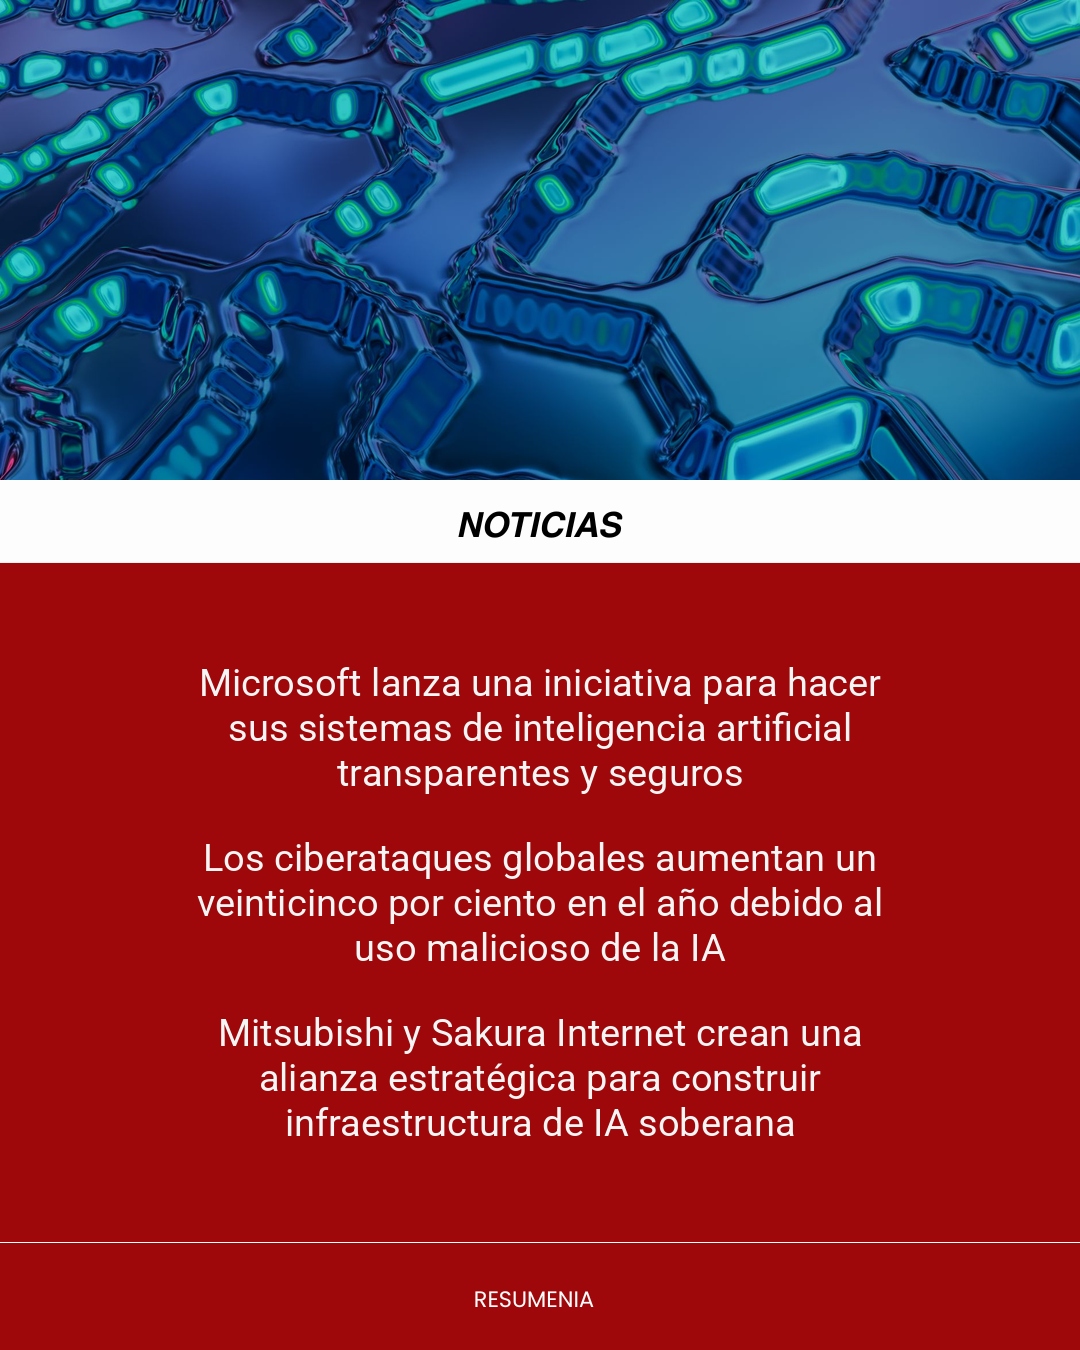 NOTICIAS
Microsoft lanza una iniciativa para hacer
sus sistemas de inteligencia artificial
transparentes y seguros
Los ciberataques globales aumentan un
veinticinco por ciento en el año debido al
uso malicioso de la IA
Mitsubishi y Sakura Internet crean una
alianza estratégica para construir
infraestructura de IA soberana
RESUMENIA